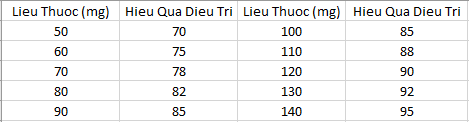 Lieu Thuoc (mg) Hieu Qua Dieu Tri Lieu Thuoc (mg) Hieu Qua Dieu Tri
50 70 100 85
60 75 110 88
70 78 120 90
80 82 130 92
90 85 140 95